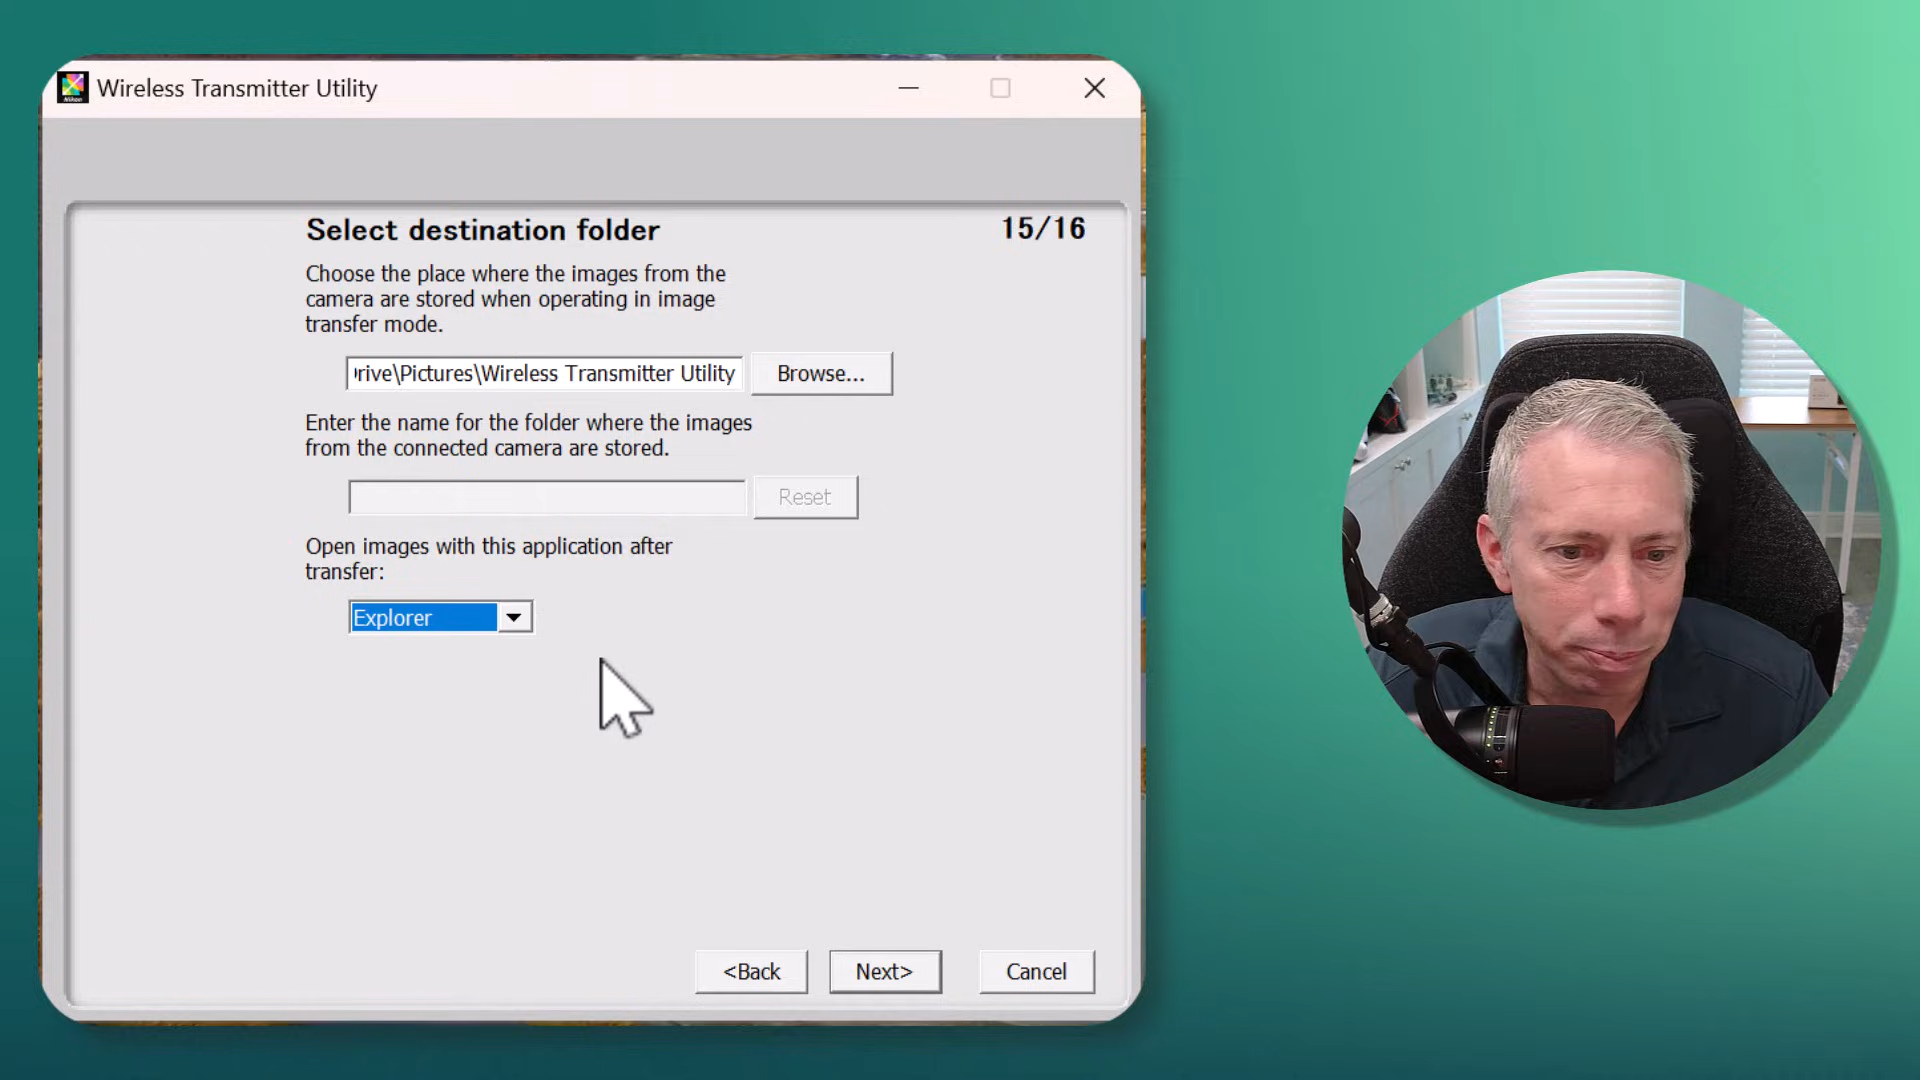 Nikon
Wireless Transmitter Utility
Select destination folder
15/16
Choose the place where the images from the
camera are stored when operating in image
transfer mode.
rive\Pictures\Wireless Transmitter Utility
Browse...
Enter the name for the folder where the images
from the connected camera are stored.
Reset
Open images with this application after
transfer:
Explorer
<Back
Next>
Cancel